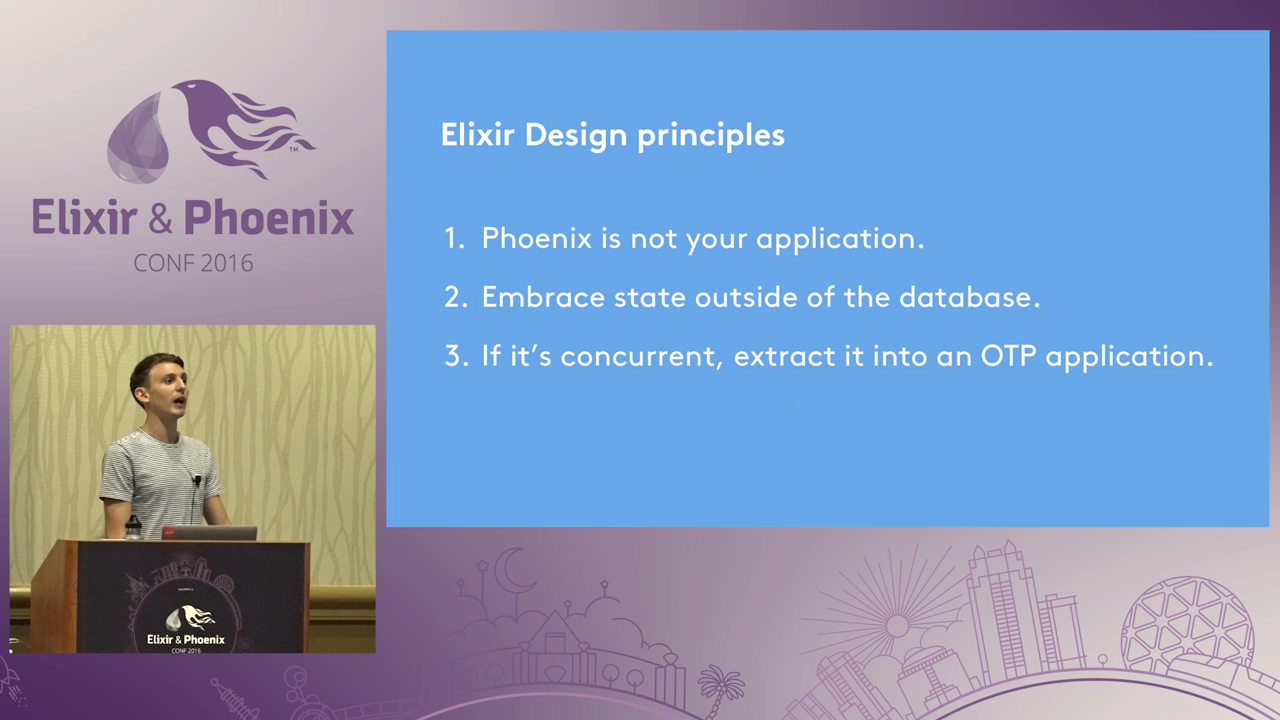 Elixir & Phoenix
CONF 2016
Elixir Design principles
1. Phoenix is not your application.
2. Embrace state outside of the database.
3. If it’s concurrent, extract it into an OTP application.
TM
Elixir & Phoenix
CONF 2016